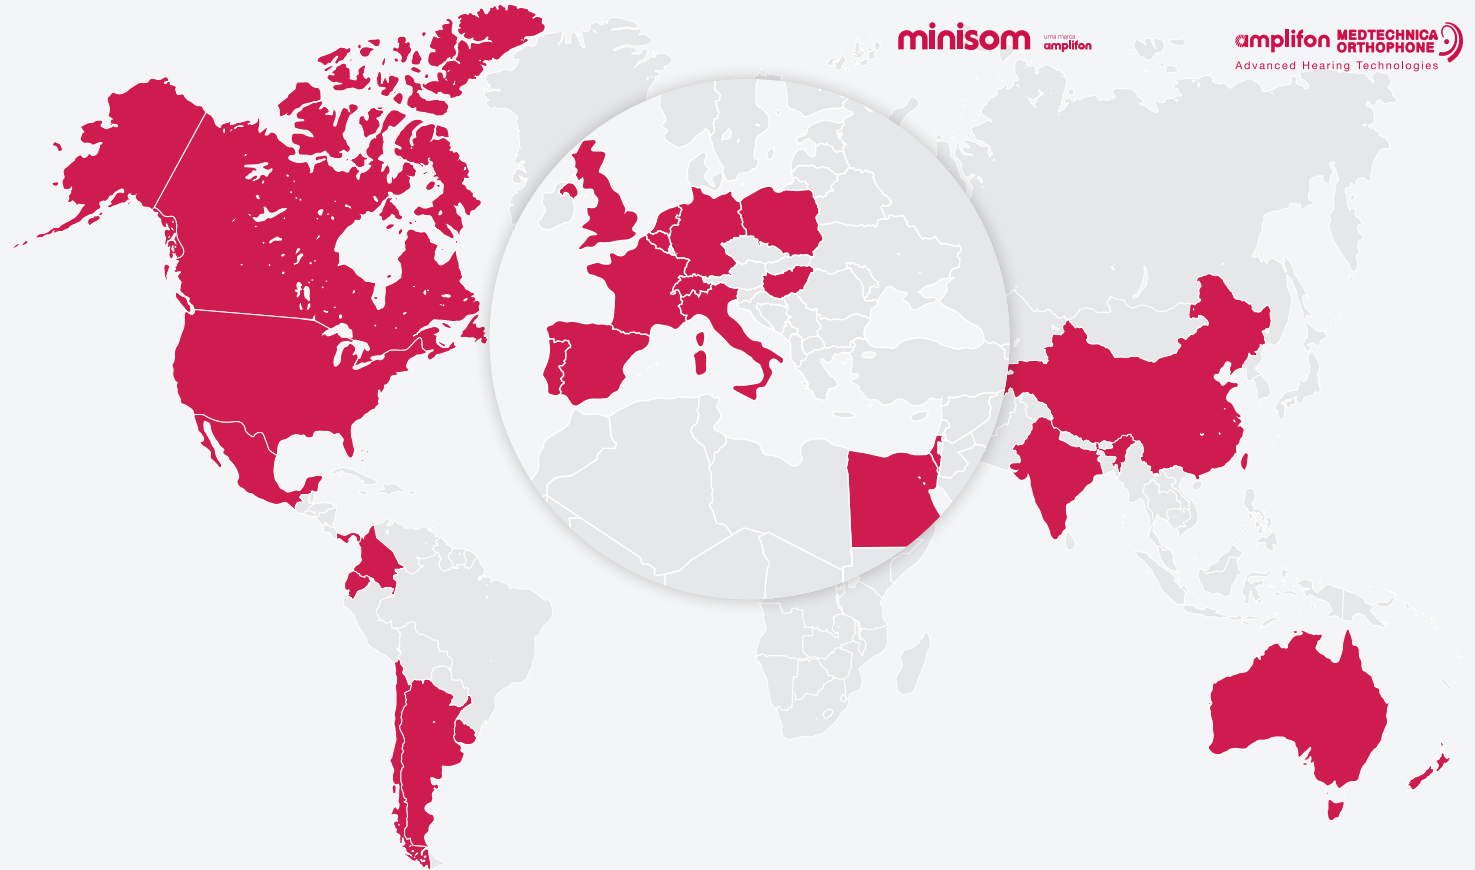 minisom
uma marca
amplifon
amplifon MEDTECHNICA
ORTHOPHONE
Advanced Hearing Technologies